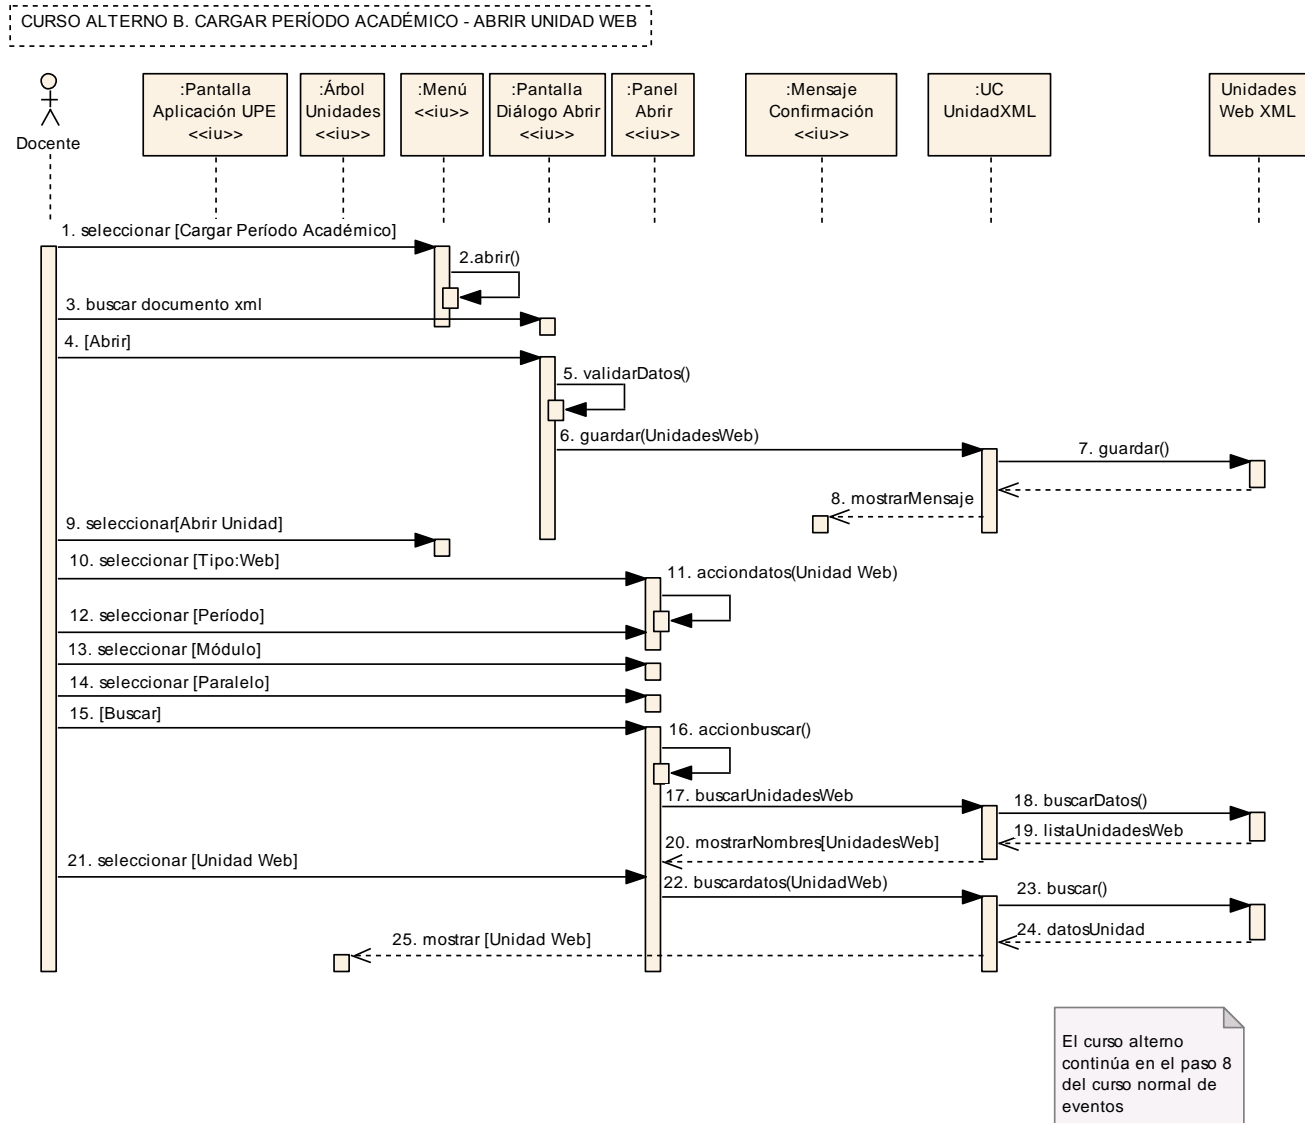 CURSO ALTERNO B. CARGAR PERÍODO ACADÉMICO - ABRIR UNIDAD WEB
Docente
:Pantalla
Aplicación UPE
<<iu>>
:Árbol
Unidades
<<iu>>
:Menú
<<iu>>
:Pantalla
Diálogo Abrir
<<iu>>
:Panel
Abrir
<<iu>>
:Mensaje
Confirmación
<<iu>>
:UC
UnidadXML
Unidades
Web XML
1. seleccionar [Cargar Período Académico]
2.abrir()
3. buscar documento xml
4. [Abrir]
5. validarDatos()
6. guardar(UnidadesWeb)
7. guardar()
8. mostrarMensaje
9. seleccionar[Abrir Unidad]
10. seleccionar [Tipo:Web]
11. acciondatos(Unidad Web)
12. seleccionar [Período]
13. seleccionar [Módulo]
14. seleccionar [Paralelo]
15. [Buscar]
16. accionbuscar()
17. buscarUnidadesWeb
18. buscarDatos()
19. listaUnidadesWeb
20. mostrarNombres[UnidadesWeb]
21. seleccionar [Unidad Web]
22. buscardatos(UnidadWeb)
23. buscar()
24. datosUnidad
25. mostrar [Unidad Web]
El curso alterno
continúa en el paso 8
del curso normal de
eventos